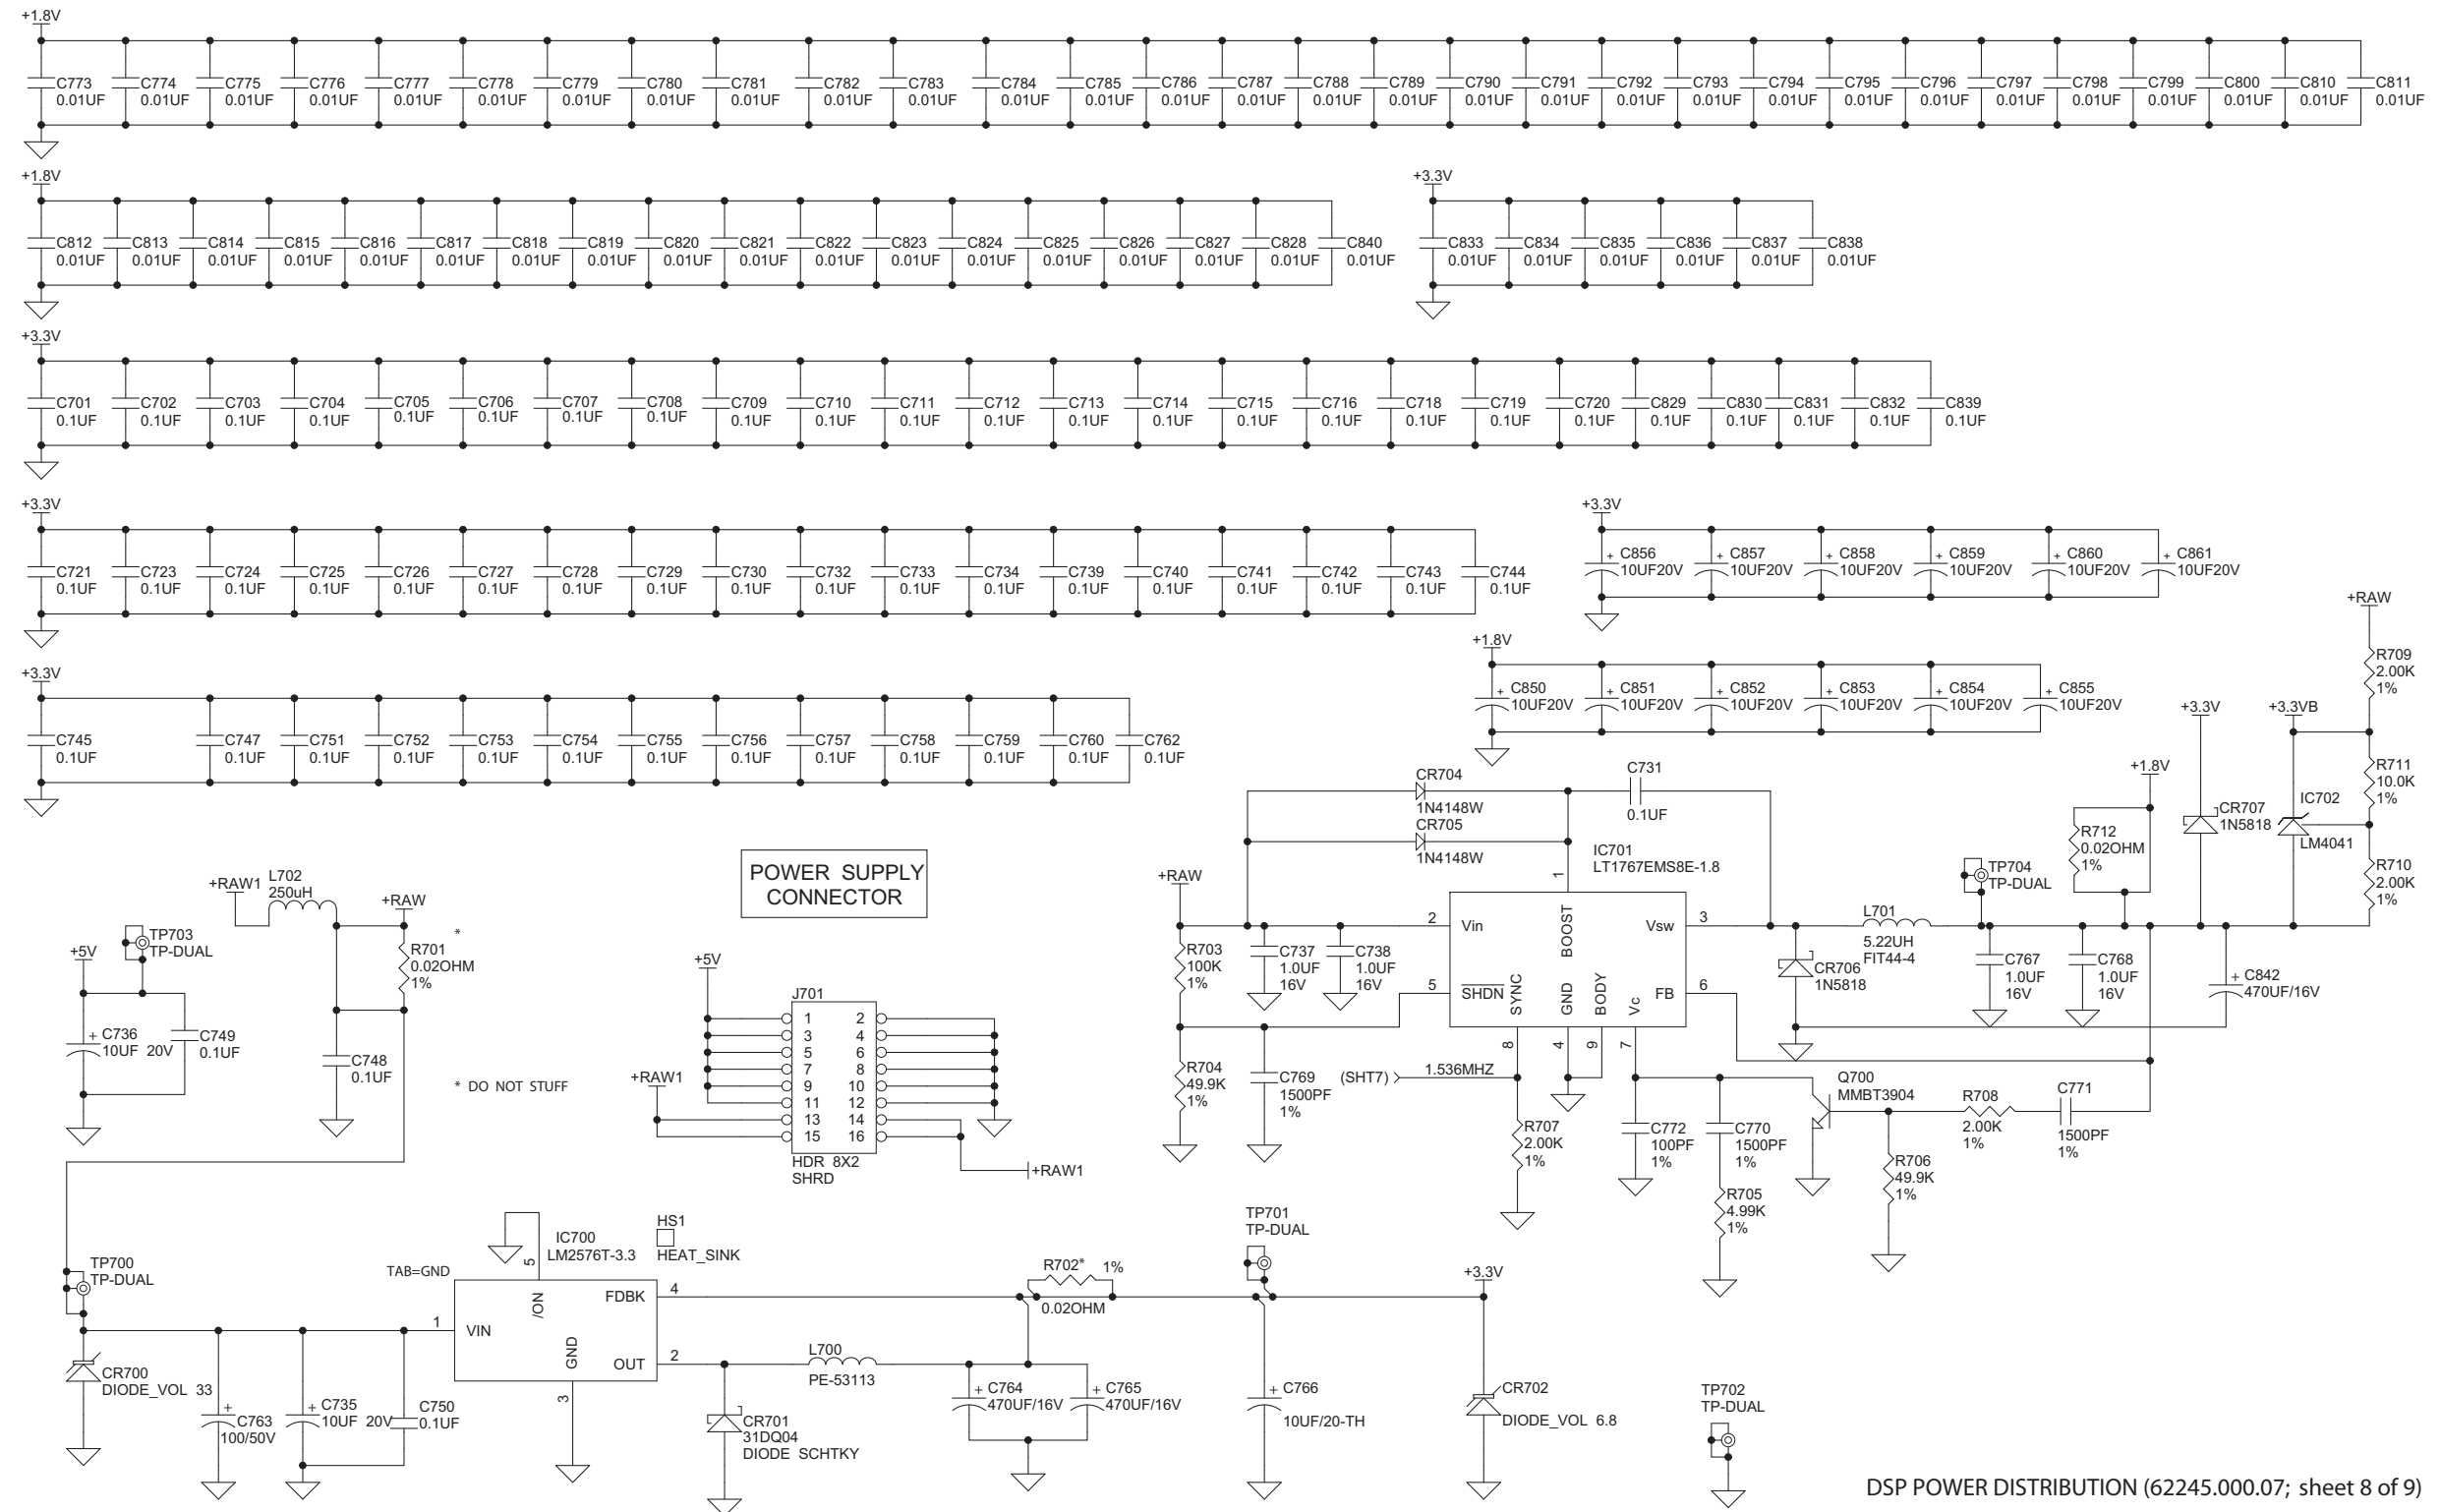 +1.8V
C773 C774 C775 C776 C777 C778 C779 C780 C781 C782 C783 C784 C785 C786 C787 C788 C789 C790 C791 C792 C793 C794 C795 C796 C797 C798 C799 C800 C810 C811
0.01UF 0.01UF 0.01UF 0.01UF 0.01UF 0.01UF 0.01UF 0.01UF 0.01UF 0.01UF 0.01UF 0.01UF 0.01UF 0.01UF 0.01UF 0.01UF 0.01UF 0.01UF 0.01UF 0.01UF 0.01UF 0.01UF 0.01UF 0.01UF 0.01UF 0.01UF 0.01UF 0.01UF 0.01UF 0.01UF
+1.8V
C812 C813 C814 C815 C816 C817 C818 C819 C820 C821 C822 C823 C824 C825 C826 C827 C828 C840
0.01UF 0.01UF 0.01UF 0.01UF 0.01UF 0.01UF 0.01UF 0.01UF 0.01UF 0.01UF 0.01UF 0.01UF 0.01UF 0.01UF 0.01UF 0.01UF 0.01UF 0.01UF
+3.3V
C833 C834 C835 C836 C837 C838
0.01UF 0.01UF 0.01UF 0.01UF 0.01UF 0.01UF
+3.3V
C701 C702 C703 C704 C705 C706 C707 C708 C709 C710 C711 C712 C713 C714 C715 C716 C718 C719 C720 C829 C830 C831 C832 C839
0.1UF 0.1UF 0.1UF 0.1UF 0.1UF 0.1UF 0.1UF 0.1UF 0.1UF 0.1UF 0.1UF 0.1UF 0.1UF 0.1UF 0.1UF 0.1UF 0.1UF 0.1UF 0.1UF 0.1UF 0.1UF 0.1UF 0.1UF 0.1UF
+3.3V
C721 C723 C724 C725 C726 C727 C728 C729 C730 C732 C733 C734 C739 C740 C741 C742 C743 C744
0.1UF 0.1UF 0.1UF 0.1UF 0.1UF 0.1UF 0.1UF 0.1UF 0.1UF 0.1UF 0.1UF 0.1UF 0.1UF 0.1UF 0.1UF 0.1UF 0.1UF 0.1UF
+3.3V
+ C856 + C857 + C858 + C859 + C860 + C861
10UF20V 10UF20V 10UF20V 10UF20V 10UF20V 10UF20V
+3.3V
C745 C747 C751 C752 C753 C754 C755 C756 C757 C758 C759 C760 C762
0.1UF 0.1UF 0.1UF 0.1UF 0.1UF 0.1UF 0.1UF 0.1UF 0.1UF 0.1UF 0.1UF 0.1UF 0.1UF
+1.8V
+ C850 + C851 + C852 + C853 + C854 + C855
10UF20V 10UF20V 10UF20V 10UF20V 10UF20V 10UF20V
+RAW
R709
2.00K
1%
+3.3V
+3.3VB
+1.8V
R711
10.0K
1%
CR707
1N5818
IC702
LM4041
R710
2.00K
1%
R712
0.02OHM
1%
TP704
TP-DUAL
CR704
1N4148W
CR705
1N4148W
C731
0.1UF
IC701
LT1767EMS8E-1.8
+RAW
1
2
Vin
BOOST
Vsw
3
5
SHDN
SYNC
GND
BODY
Vc
FB
6
8
4
9
7
R703
100K
1%
C737
1.0UF
16V
C738
1.0UF
16V
L701
5.22UH
FIT44-4
CR706
1N5818
C767
1.0UF
16V
C768
1.0UF
16V
+ C842
470UF/16V
R704
49.9K
1%
C769
1500PF
1%
(SHT7)
1.536MHZ
R707
2.00K
1%
C772
100PF
1%
C770
1500PF
1%
R705
4.99K
1%
Q700
MMBT3904
R708
2.00K
1%
C771
1500PF
1%
R706
49.9K
1%
+RAW1
L702
250uH
+RAW
*
R701
0.02OHM
1%
TP703
TP-DUAL
+5V
+ C736
10UF 20V
C749
0.1UF
C748
0.1UF
* DO NOT STUFF
POWER SUPPLY
CONNECTOR
+5V
J701
1 2
3 4
5 6
7 8
9 10
11 12
13 14
15 16
+RAW1
+RAW1
HDR 8X2
SHRD
IC700
LM2576T-3.3
HS1
HEAT_SINK
TAB=GND
5
/ON
FDBK
4
1
VIN
GND
OUT
2
3
TP700
TP-DUAL
CR700
DIODE_VOL 33
+
C763
100/50V
+ C735
10UF 20V
C750
0.1UF
CR701
31DQ04
DIODE SCHTKY
L700
PE-53113
R702* 1%
0.02OHM
+ C764
470UF/16V
+ C765
470UF/16V
TP701
TP-DUAL
+ C766
10UF/20-TH
+3.3V
CR702
DIODE_VOL 6.8
TP702
TP-DUAL
DSP POWER DISTRIBUTION (62245.000.07; sheet 8 of 9)